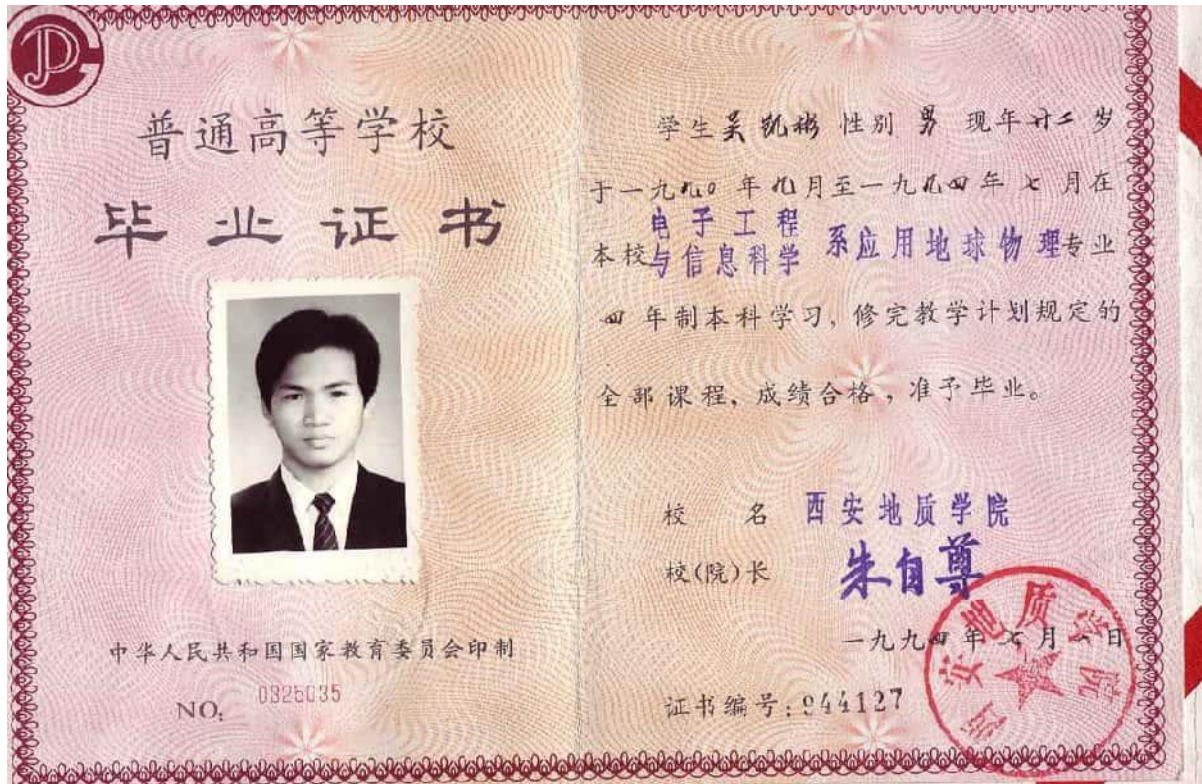 普通高等学校
毕业证书
中华人民共和国国家教育委员会印制
NO: 0325035
学生吴凯彬 性别 男 现年廿二岁
于一九九〇年九月至一九九四年七月在
本校电子工程与信息科学系应用地球物理专业
四年制本科学习，修完教学计划规定的
全部课程，成绩合格，准予毕业。
校 名 西安地质学院
校(院)长 朱自尊
一九九四年七月一日
证书编号:944127
西安地质学院